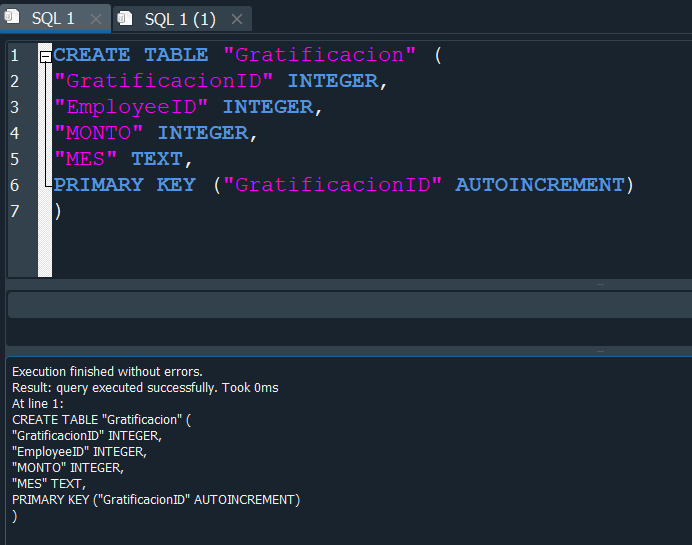 SQL 1
SQL 1 (1)
1 CREATE TABLE "Gratificacion" (
2 "GratificacionID" INTEGER,
3 "EmployeeID" INTEGER,
4 "MONTO" INTEGER,
5 "MES" TEXT,
6 PRIMARY KEY ("GratificacionID" AUTOINCREMENT)
7 )
Execution finished without errors.
Result: query executed successfully. Took 0ms
At line 1:
CREATE TABLE "Gratificacion" (
"GratificacionID" INTEGER,
"EmployeeID" INTEGER,
"MONTO" INTEGER,
"MES" TEXT,
PRIMARY KEY ("GratificacionID" AUTOINCREMENT)
)